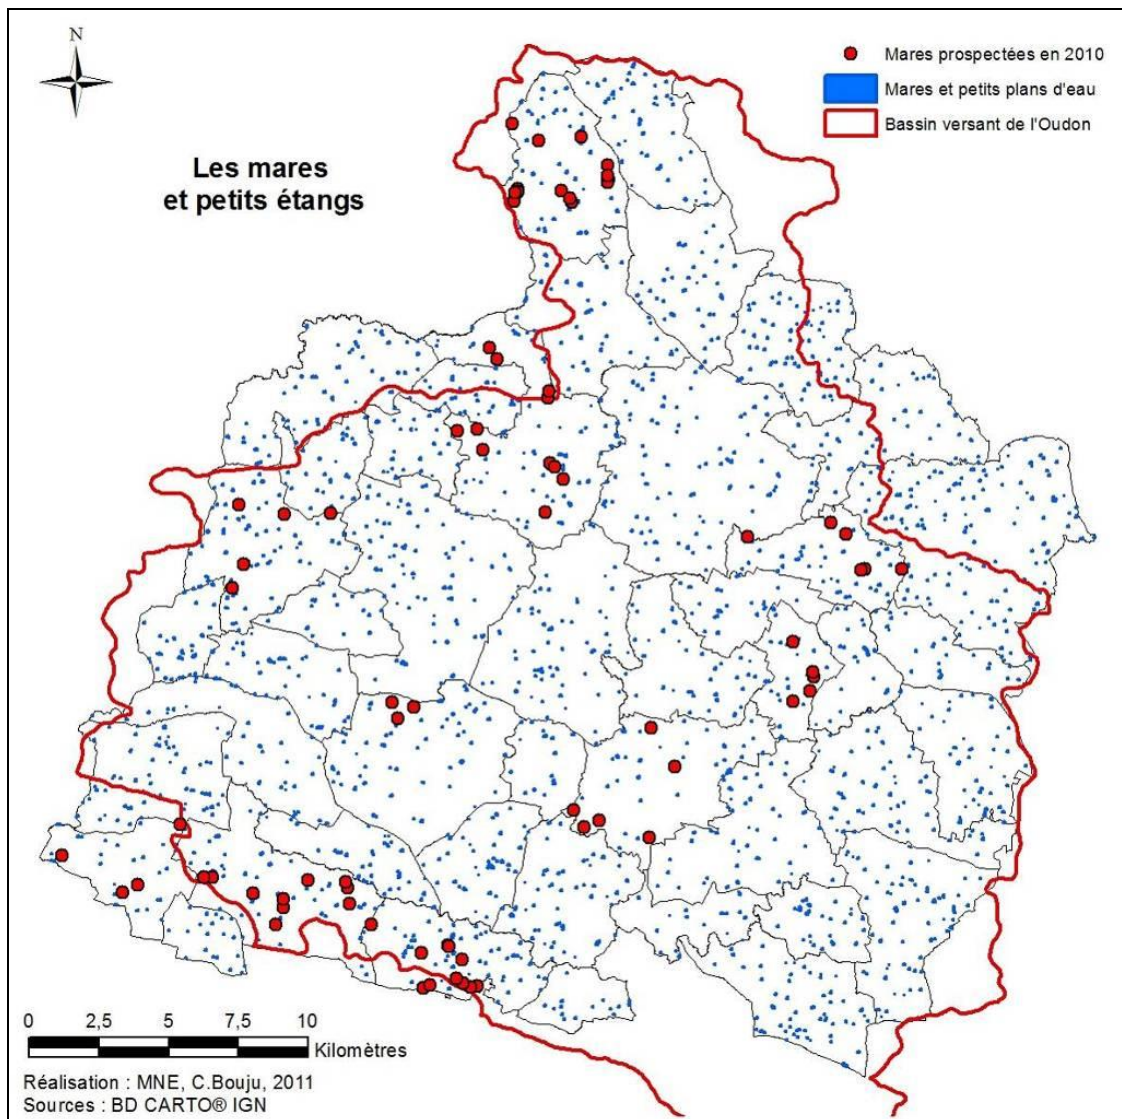 N
Mares prospectées en 2010
Mares et petits plans d'eau
Bassin versant de l'Oudon
Les mares
et petits étangs
0 2,5 5 7,5 10
Kilomètres
Réalisation : MNE, C.Bouju, 2011
Sources : BD CARTO® IGN